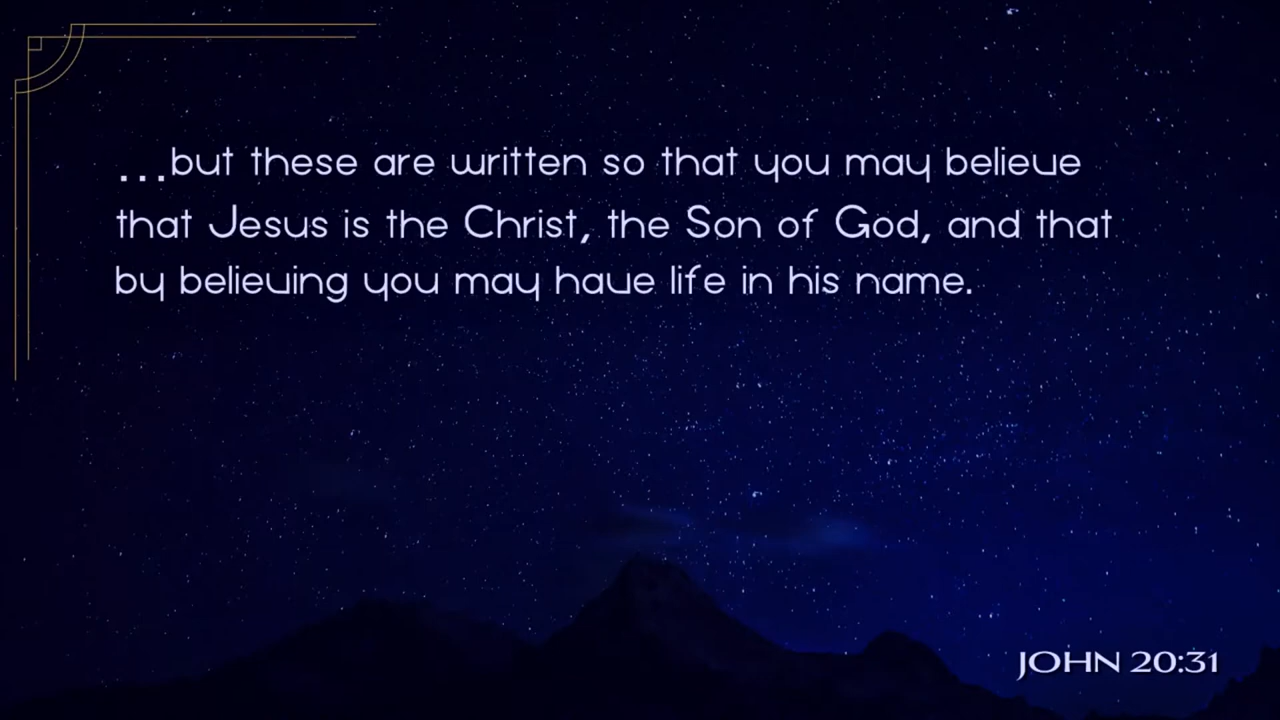 ...but these are written so that you may believe
that Jesus is the Christ, the Son of God, and that
by believing you may have life in his name.
JOHN 20:31